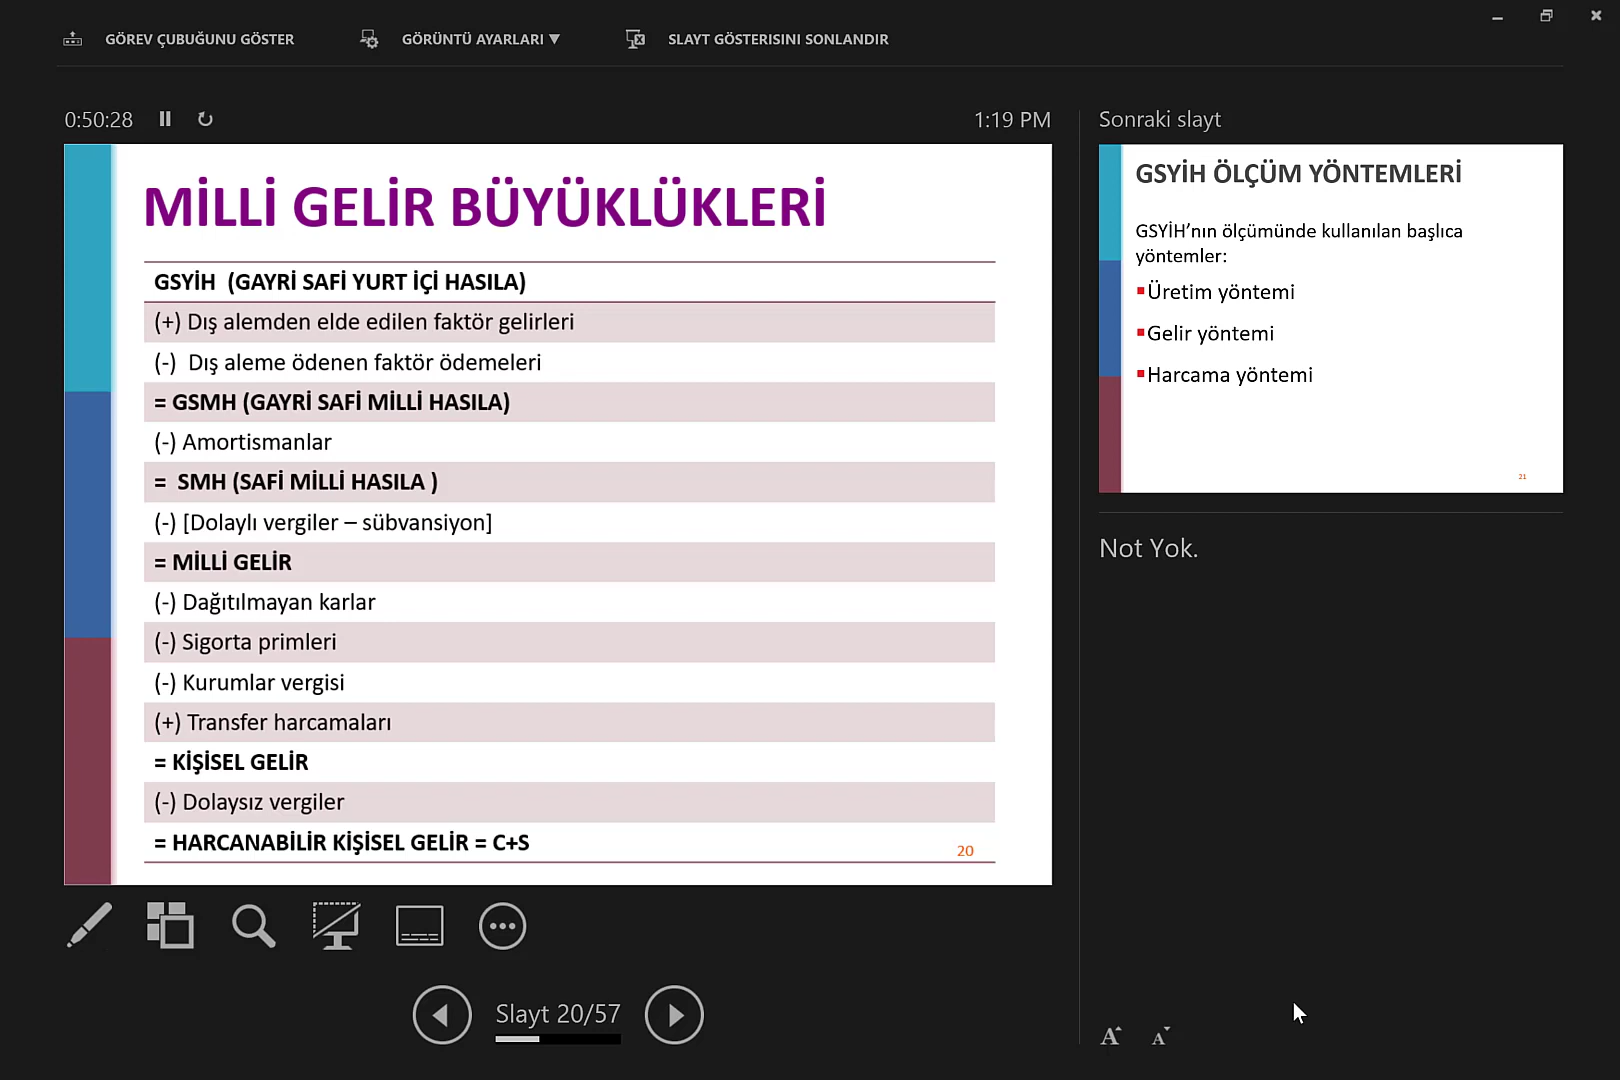 GÖREV ÇUBUĞUNU GÖSTER
GÖRÜNTÜ AYARLARI ▼
SLAYT GÖSTERISINI SONLANDIR
0:50:28
1:19 PM
Sonraki slayt
MİLLİ GELİR BÜYÜKLÜKLERİ
GSYİH (GAYRİ SAFİ YURT İÇİ HASILA)
(+) Dış alemden elde edilen faktör gelirleri
(-) Dış aleme ödenen faktör ödemeleri
= GSMH (GAYRİ SAFİ MİLLİ HASILA)
(-) Amortismanlar
= SMH (SAFİ MİLLİ HASILA )
(-) [Dolaylı vergiler – sübvansiyon]
= MİLLİ GELİR
(-) Dağıtılmayan karlar
(-) Sigorta primleri
(-) Kurumlar vergisi
(+) Transfer harcamaları
= KİŞİSEL GELİR
(-) Dolaysız vergiler
= HARCANABİLİR KİŞİSEL GELİR = C+S
20
GSYİH ÖLÇÜM YÖNTEMLERİ
GSYİH’nın ölçümünde kullanılan başlıca
yöntemler:
▪Üretim yöntemi
▪Gelir yöntemi
▪Harcama yöntemi
21
Not Yok.
Slayt 20/57
A A